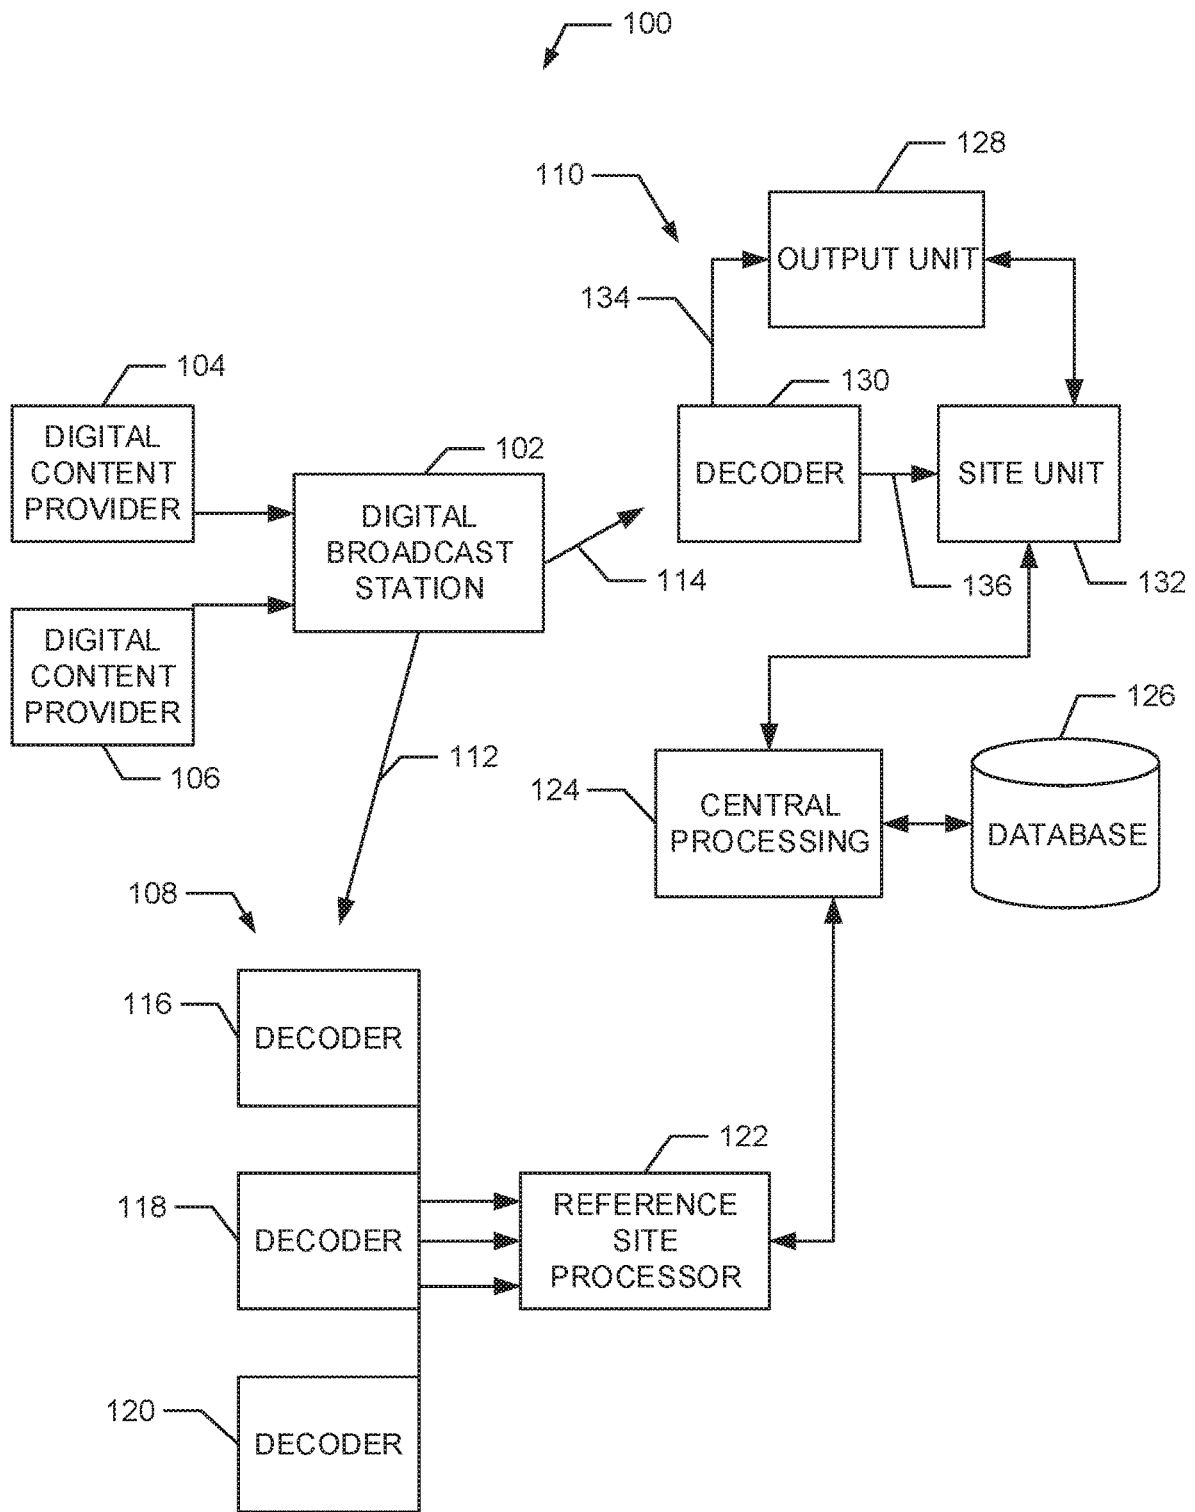 100
128
110
OUTPUT UNIT
134
104
130
DIGITAL
CONTENT
PROVIDER
102
DECODER
SITE UNIT
DIGITAL
BROADCAST
STATION
114
136
132
DIGITAL
CONTENT
PROVIDER
106
112
126
124
CENTRAL
PROCESSING
DATABASE
108
116
DECODER
122
118
DECODER
REFERENCE
SITE
PROCESSOR
120
DECODER